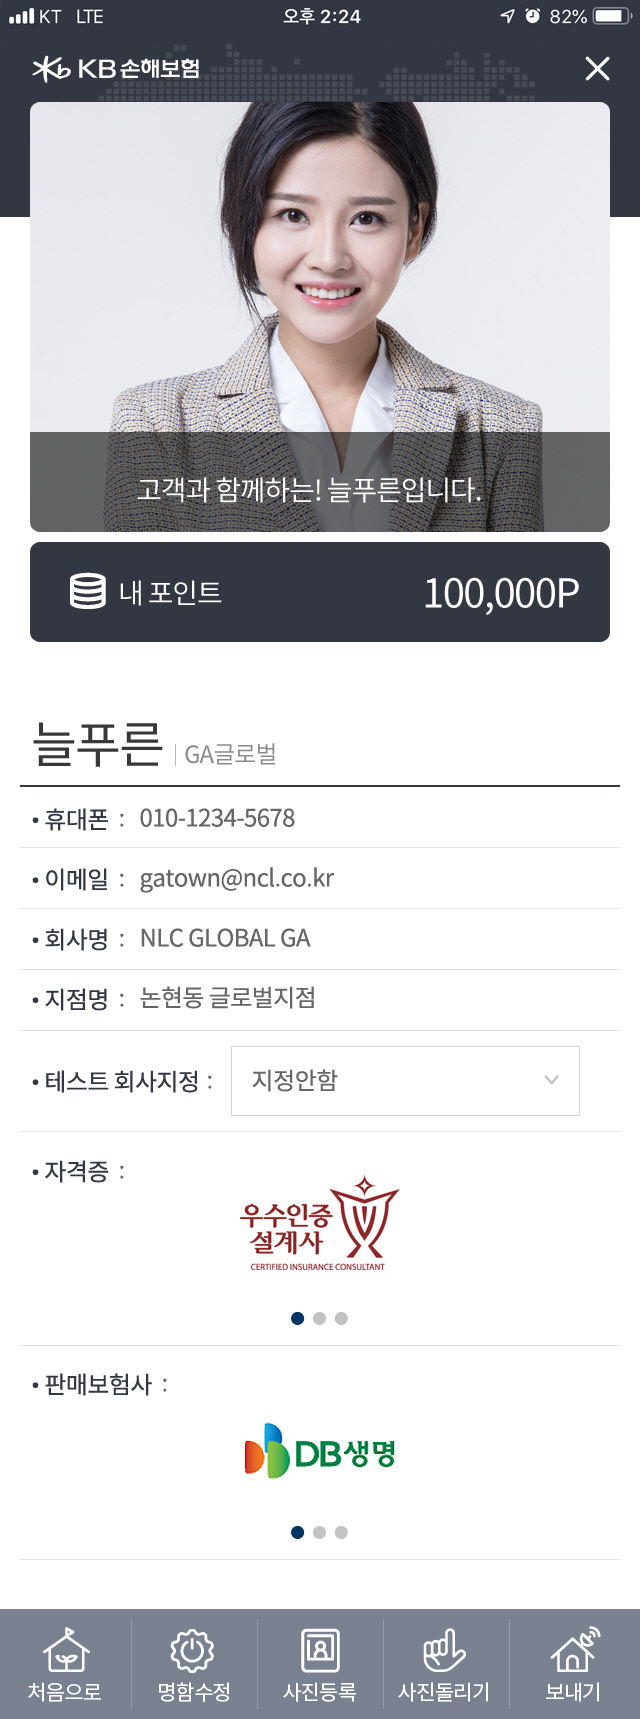 KT LTE 오후 2:24 82%
KB손해보험
고객과 함께하는! 늘푸른입니다.
내 포인트 100,000P
늘푸른 | GA글로벌
• 휴대폰 : 010-1234-5678
• 이메일 : gatown@ncl.co.kr
• 회사명 : NLC GLOBAL GA
• 지점명 : 논현동 글로벌지점
• 테스트 회사지정 : 지정안함
• 자격증 :
우수인증
설계사
CERTIFIED INSURANCE CONSULTANT
• 판매보험사 :
DB생명
처음으로 명함수정 사진등록 사진돌리기 보내기